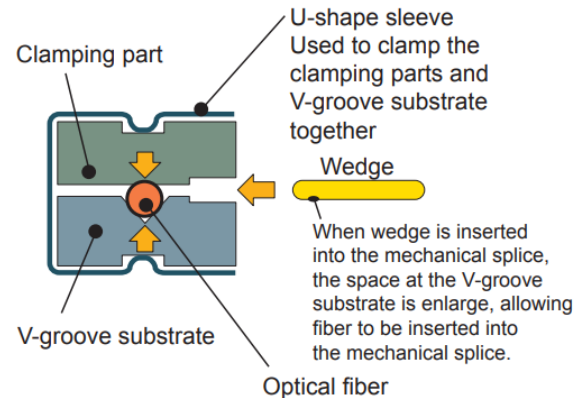 U-shape sleeve
Used to clamp the
clamping parts and
V-groove substrate
together
Clamping part
Wedge
When wedge is inserted
into the mechanical splice,
the space at the V-groove
substrate is enlarge, allowing
fiber to be inserted into
the mechanical splice.
V-groove substrate
Optical fiber